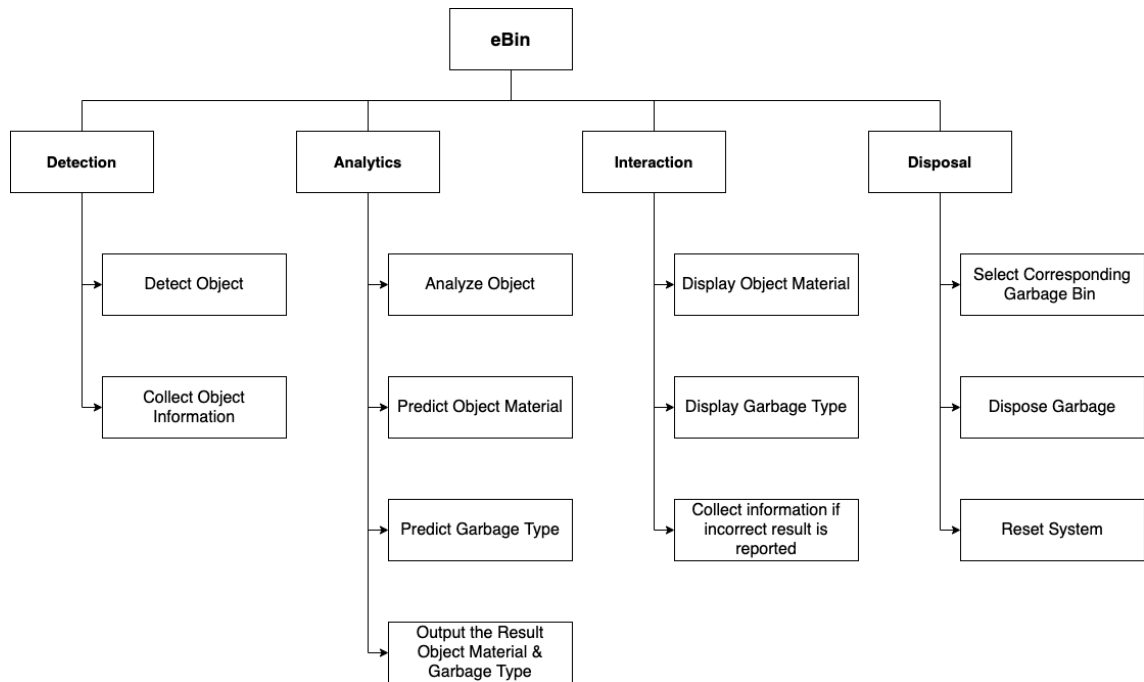 eBin
Detection
Analytics
Interaction
Disposal
Detect Object
Analyze Object
Display Object Material
Select Corresponding
Garbage Bin
Collect Object
Information
Predict Object Material
Display Garbage Type
Dispose Garbage
Predict Garbage Type
Collect information if
incorrect result is
reported
Reset System
Output the Result
Object Material &
Garbage Type